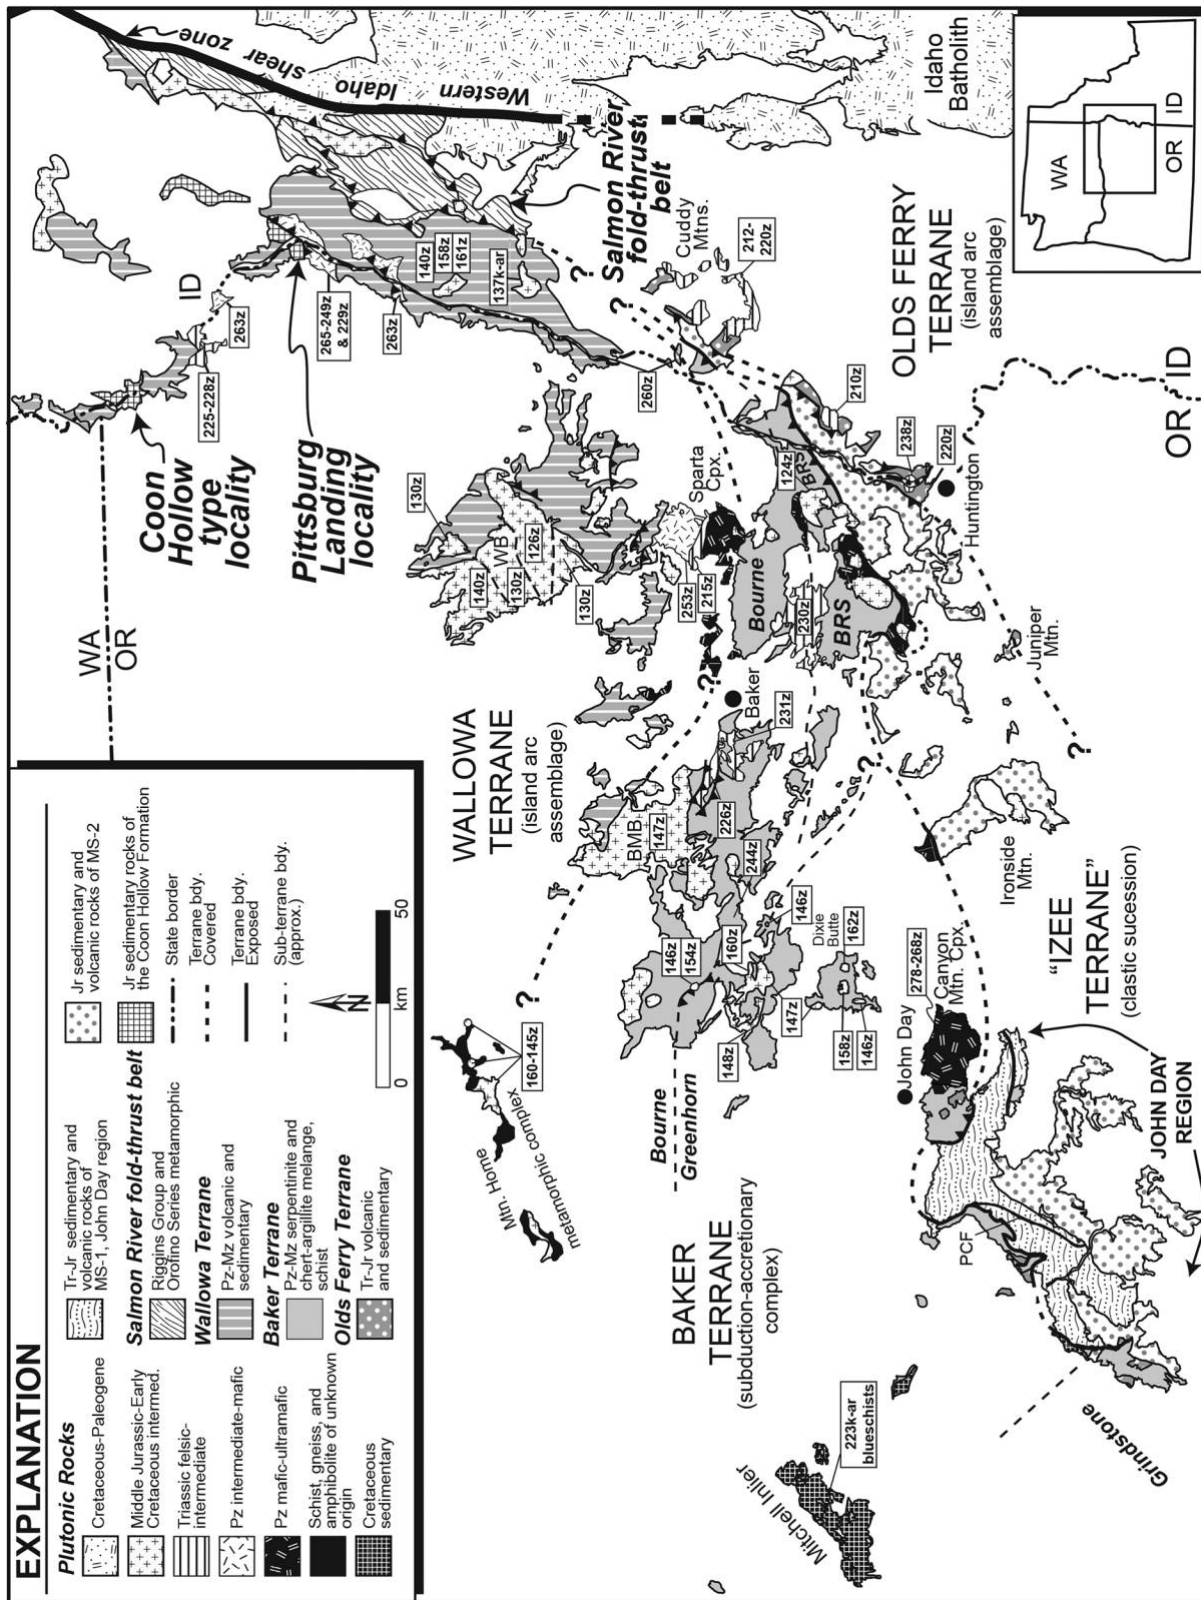 EXPLANATION
Plutonic Rocks
Cretaceous-Paleogene
Middle Jurassic-Early
Cretaceous intermed.
Triassic felsic-
intermediate
Pz intermediate-mafic
Pz mafic-ultramafic
Schist, gneiss, and
amphibolite of unknown
origin
Cretaceous
sedimentary
Tr-Jr sedimentary and
volcanic rocks of
MS-1, John Day region
Salmon River fold-thrust belt
Riggins Group and
Orofino Series metamorphic
Wallowa Terrane
Pz-Mz volcanic and
sedimentary
Baker Terrane
Pz-Mz serpentinite and
chert-argillite melange,
schist
Olds Ferry Terrane
Tr-Jr volcanic
and sedimentary
Jr sedimentary and
volcanic rocks of MS-2
Jr sedimentary rocks of
the Coon Hollow Formation
State border
Terrane bdy.
Covered
Terrane bdy.
Exposed
Sub-terrane bdy.
(approx.)
N
0
km
50
WA
OR
ID
Coon
Hollow
type
locality
225-228z
263z
Pittsburg
Landing
locality
265-249z
& 229z
263z
260z
140z
158z
161z
137k-ar
Western
Idaho
shear
zone
Salmon River
fold-thrust
belt
?
?
Cuddy
Mtns.
212-
220z
Idaho
Batholith
WALLOWA
TERRANE
(island arc
assemblage)
130z
140z
WB
130z
126z
130z
Sparta
Cpx.
253z
215z
?
Baker
231z
BMB
147z
226z
244z
146z
154z
160z
146z
Dixie
Butte
162z
147z
148z
158z
146z
Bourne
124z
BRS
230z
BRS
210z
238z
220z
Huntington
OLDS FERRY
TERRANE
(island arc
assemblage)
OR
ID
Juniper
Mtn.
?
?
Ironside
Mtn.
"IZEE
TERRANE"
(clastic sucession)
?
160-145z
Mtn. Home
metamorphic complex
Bourne
Greenhorn
John Day
278-268z
Canyon
Mtn. Cpx.
JOHN DAY
REGION
PCF
BAKER
TERRANE
(subduction-accretionary
complex)
223k-ar
blueschists
Mitchell Inlier
Grindstone
WA
OR
ID